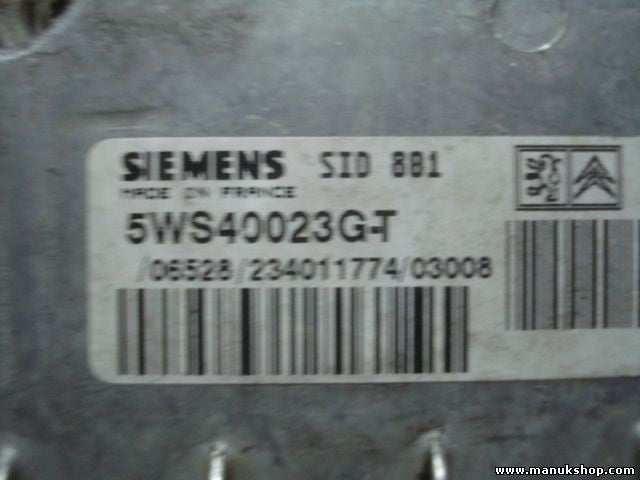 SIEMENS SID 801
MADE IN FRANCE
5WS40023G-T
/06528/234011774/03008
www.manukshop.com